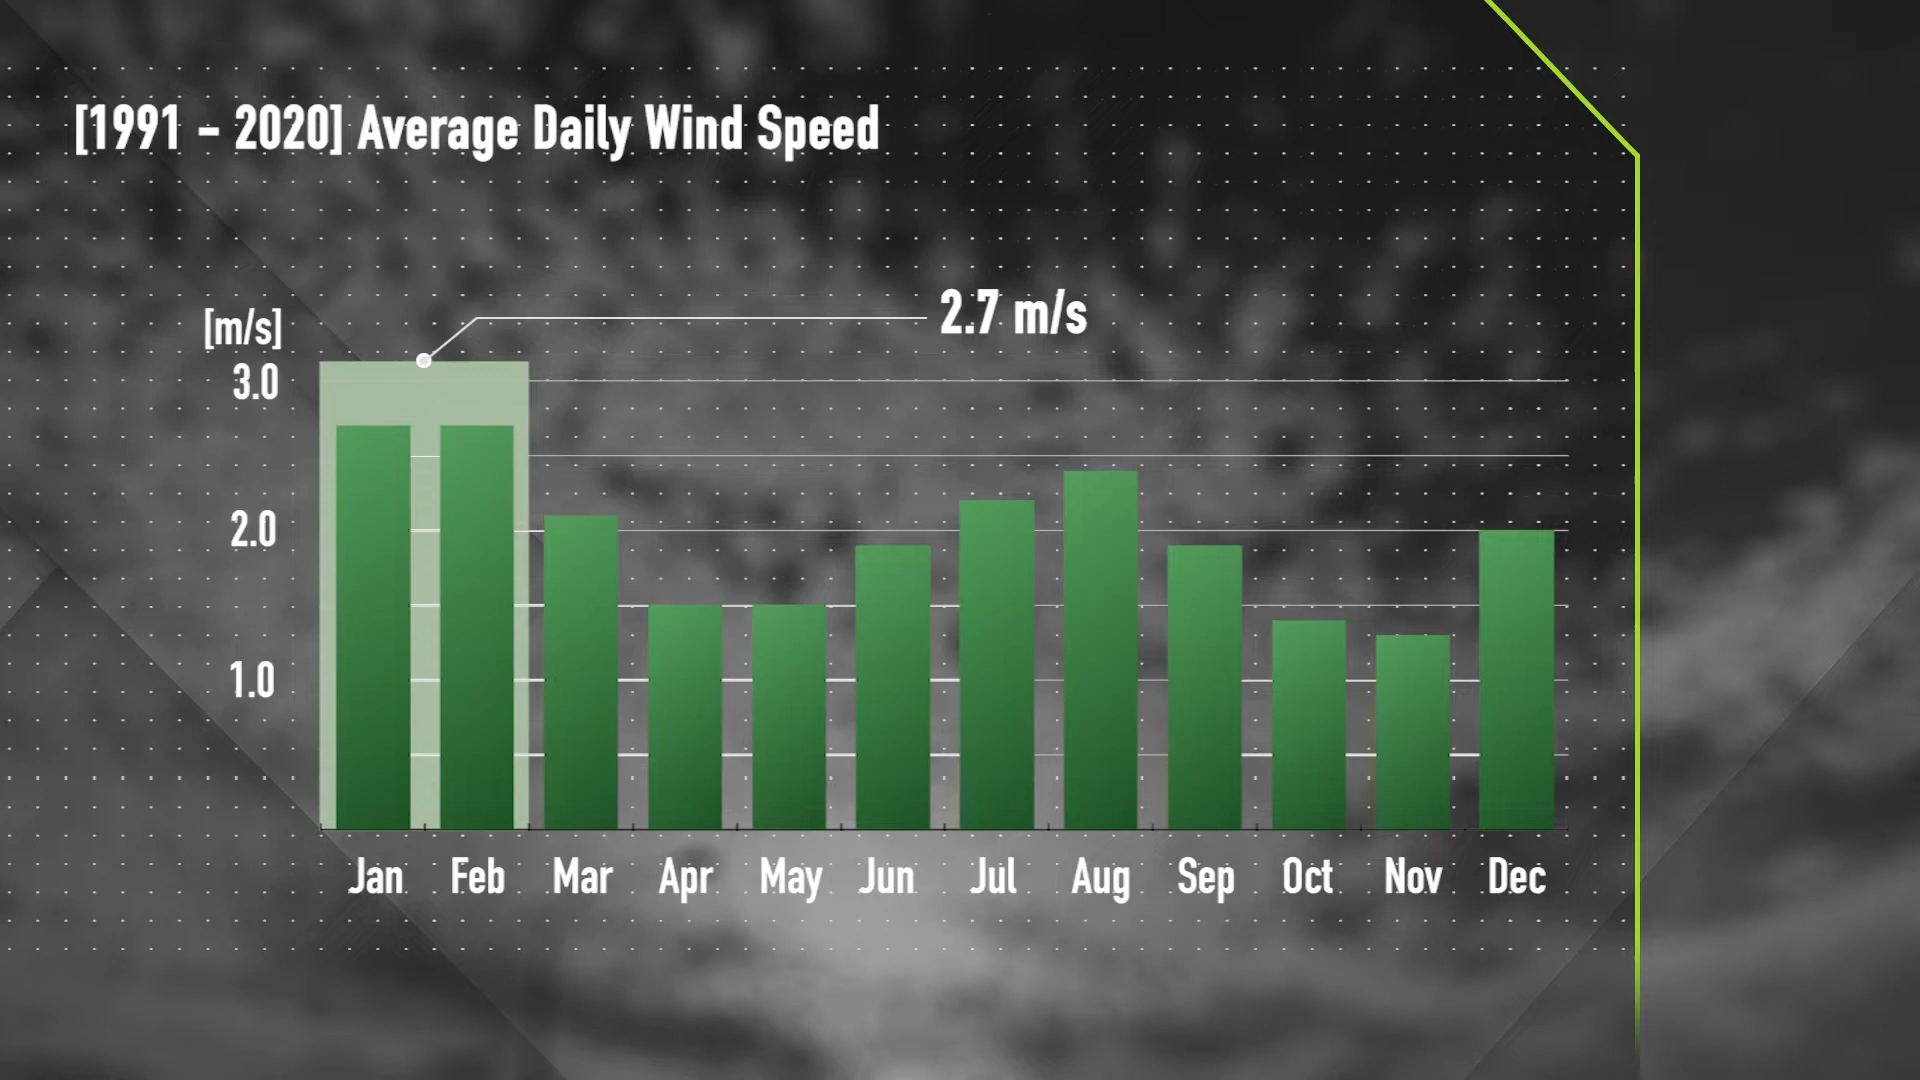 [1991 - 2020] Average Daily Wind Speed
2.7 m/s
[m/s]
3.0
2.0
1.0
Jan Feb Mar Apr May Jun Jul Aug Sep Oct Nov Dec